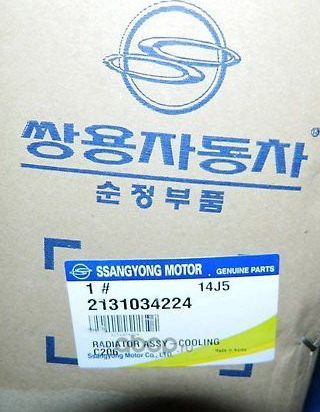 쌍용자동차®
순정부품
SSANGYONG MOTOR GENUINE PARTS
1 # 14J5
2131034224
RADIATOR ASSY - COOLING
C206
Ssangyong Motor Co., LTD. Made in Korea